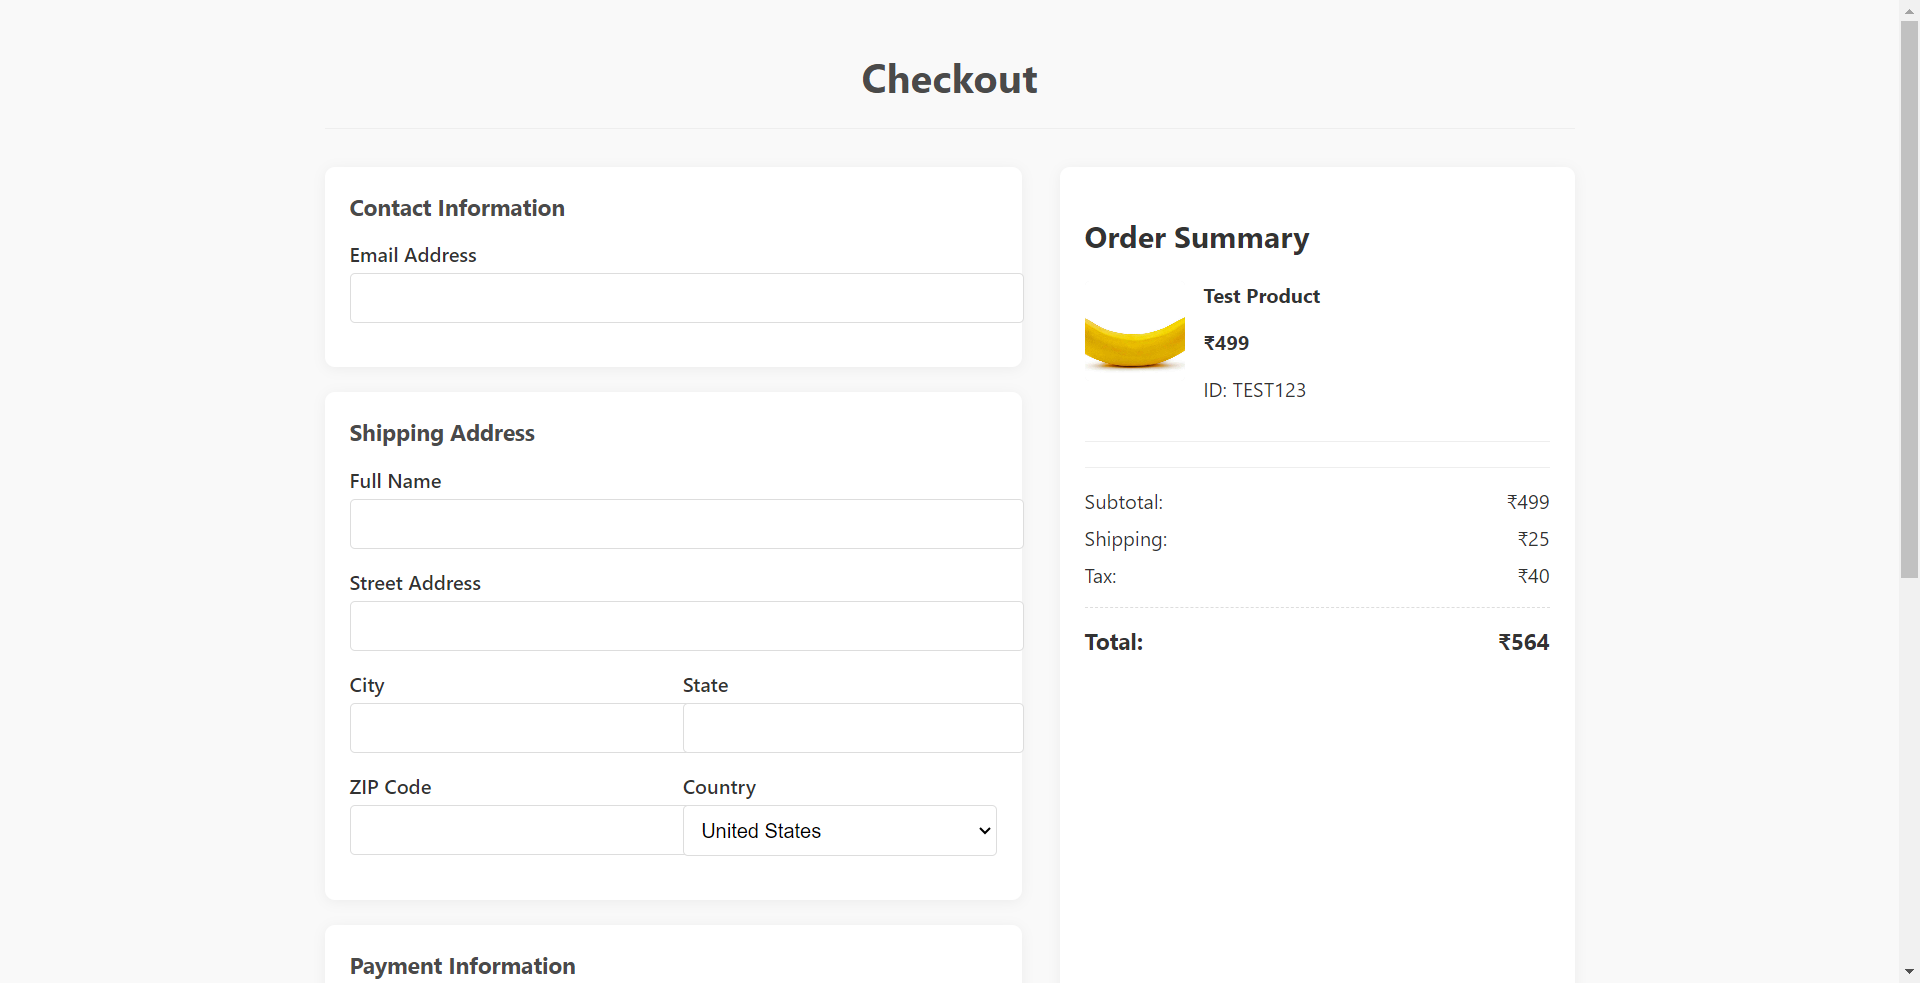 Checkout
Contact Information
Email Address
Shipping Address
Full Name
Street Address
City State
ZIP Code Country
United States
Payment Information
Order Summary
Test Product
₹499
ID: TEST123
Subtotal: ₹499
Shipping: ₹25
Tax: ₹40
Total: ₹564